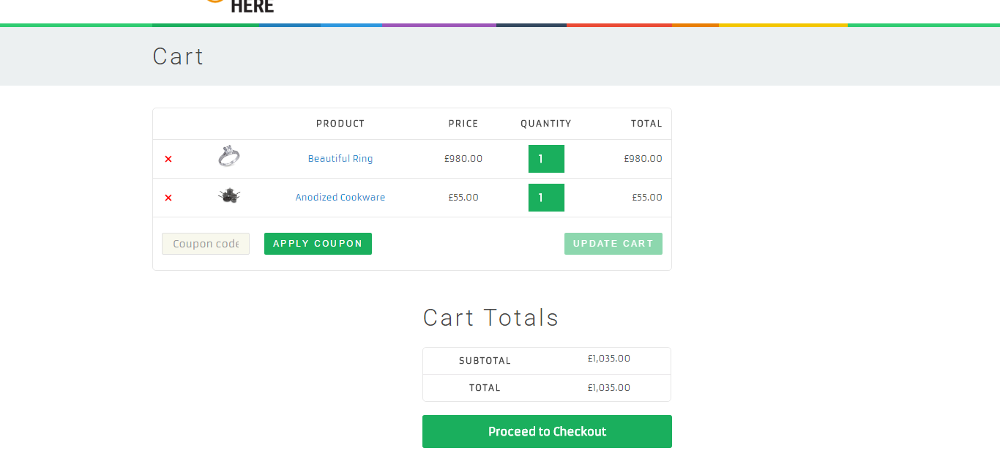 HERE
Cart
PRODUCT PRICE QUANTITY TOTAL
× Beautiful Ring £980.00 1 £980.00
× Anodized Cookware £55.00 1 £55.00
Coupon code APPLY COUPON UPDATE CART
Cart Totals
SUBTOTAL £1,035.00
TOTAL £1,035.00
Proceed to Checkout